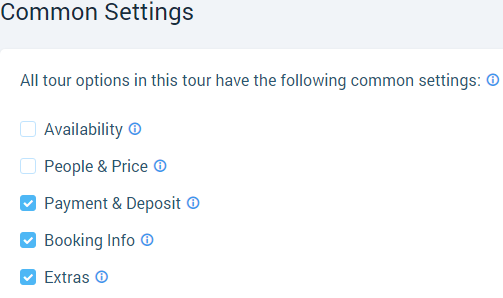 Common Settings
All tour options in this tour have the following common settings:
Availability
People & Price
Payment & Deposit
Booking Info
Extras